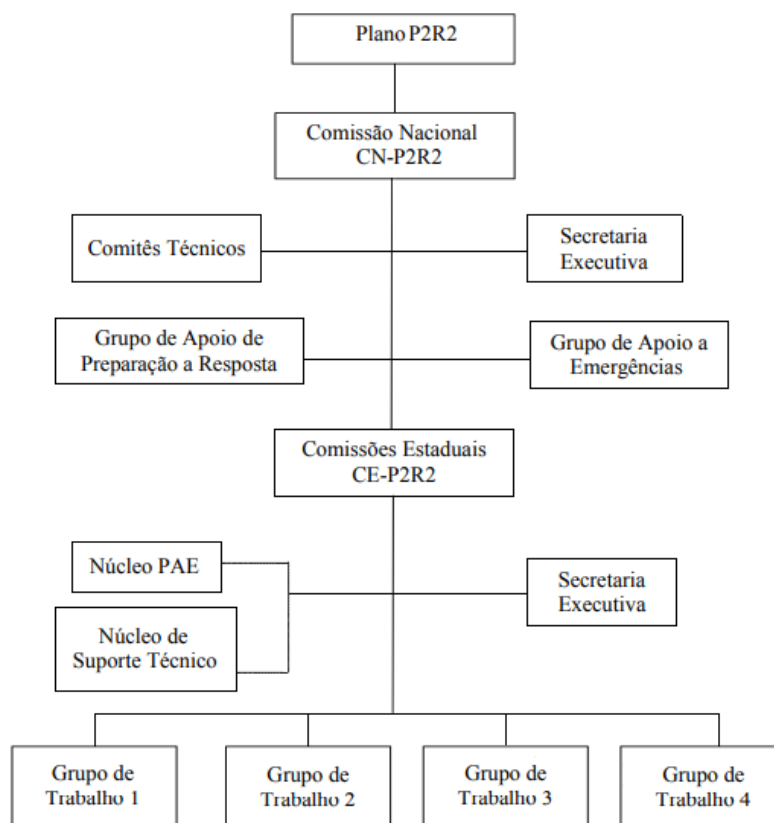 Plano P2R2
Comissão Nacional
CN-P2R2
Comitês Técnicos
Secretaria
Executiva
Grupo de Apoio de
Preparação a Resposta
Grupo de Apoio a
Emergências
Comissões Estaduais
CE-P2R2
Núcleo PAE
Núcleo de
Suporte Técnico
Secretaria
Executiva
Grupo de
Trabalho 1
Grupo de
Trabalho 2
Grupo de
Trabalho 3
Grupo de
Trabalho 4